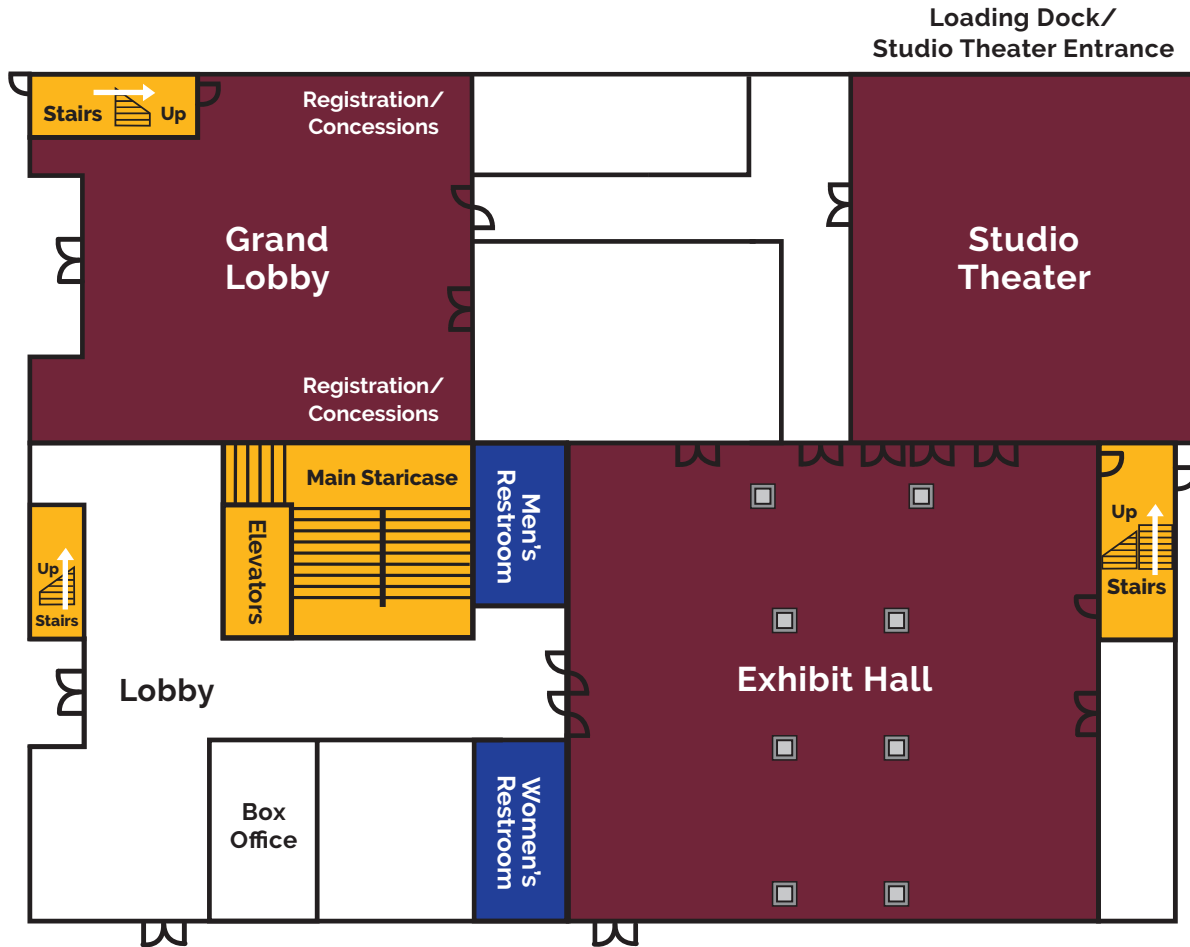 Loading Dock/
Studio Theater Entrance
Stairs
Up
Registration/
Concessions
Grand
Lobby
Studio
Theater
Registration/
Concessions
Main Staricase
Elevators
Men's
Restroom
Up
Stairs
Up
Stairs
Lobby
Exhibit Hall
Box
Office
Women's
Restroom